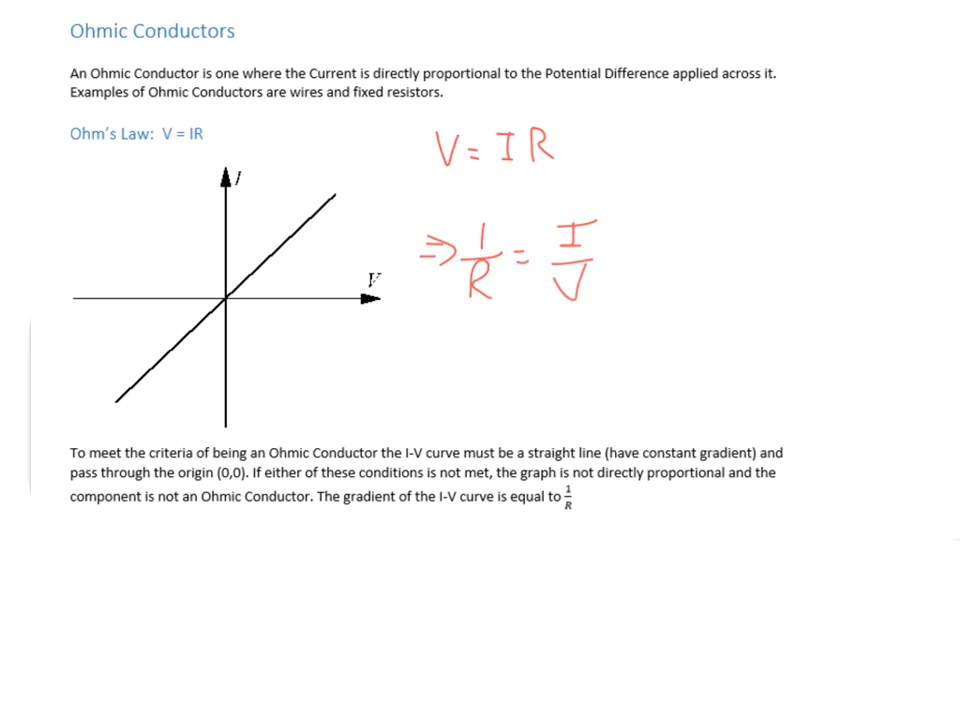 Ohmic Conductors
An Ohmic Conductor is one where the Current is directly proportional to the Potential Difference applied across it.
Examples of Ohmic Conductors are wires and fixed resistors.
Ohm's Law: V = IR
V = I R
I
V
⇒ 1/R = I/V
To meet the criteria of being an Ohmic Conductor the I-V curve must be a straight line (have constant gradient) and
pass through the origin (0,0). If either of these conditions is not met, the graph is not directly proportional and the
component is not an Ohmic Conductor. The gradient of the I-V curve is equal to 1/R